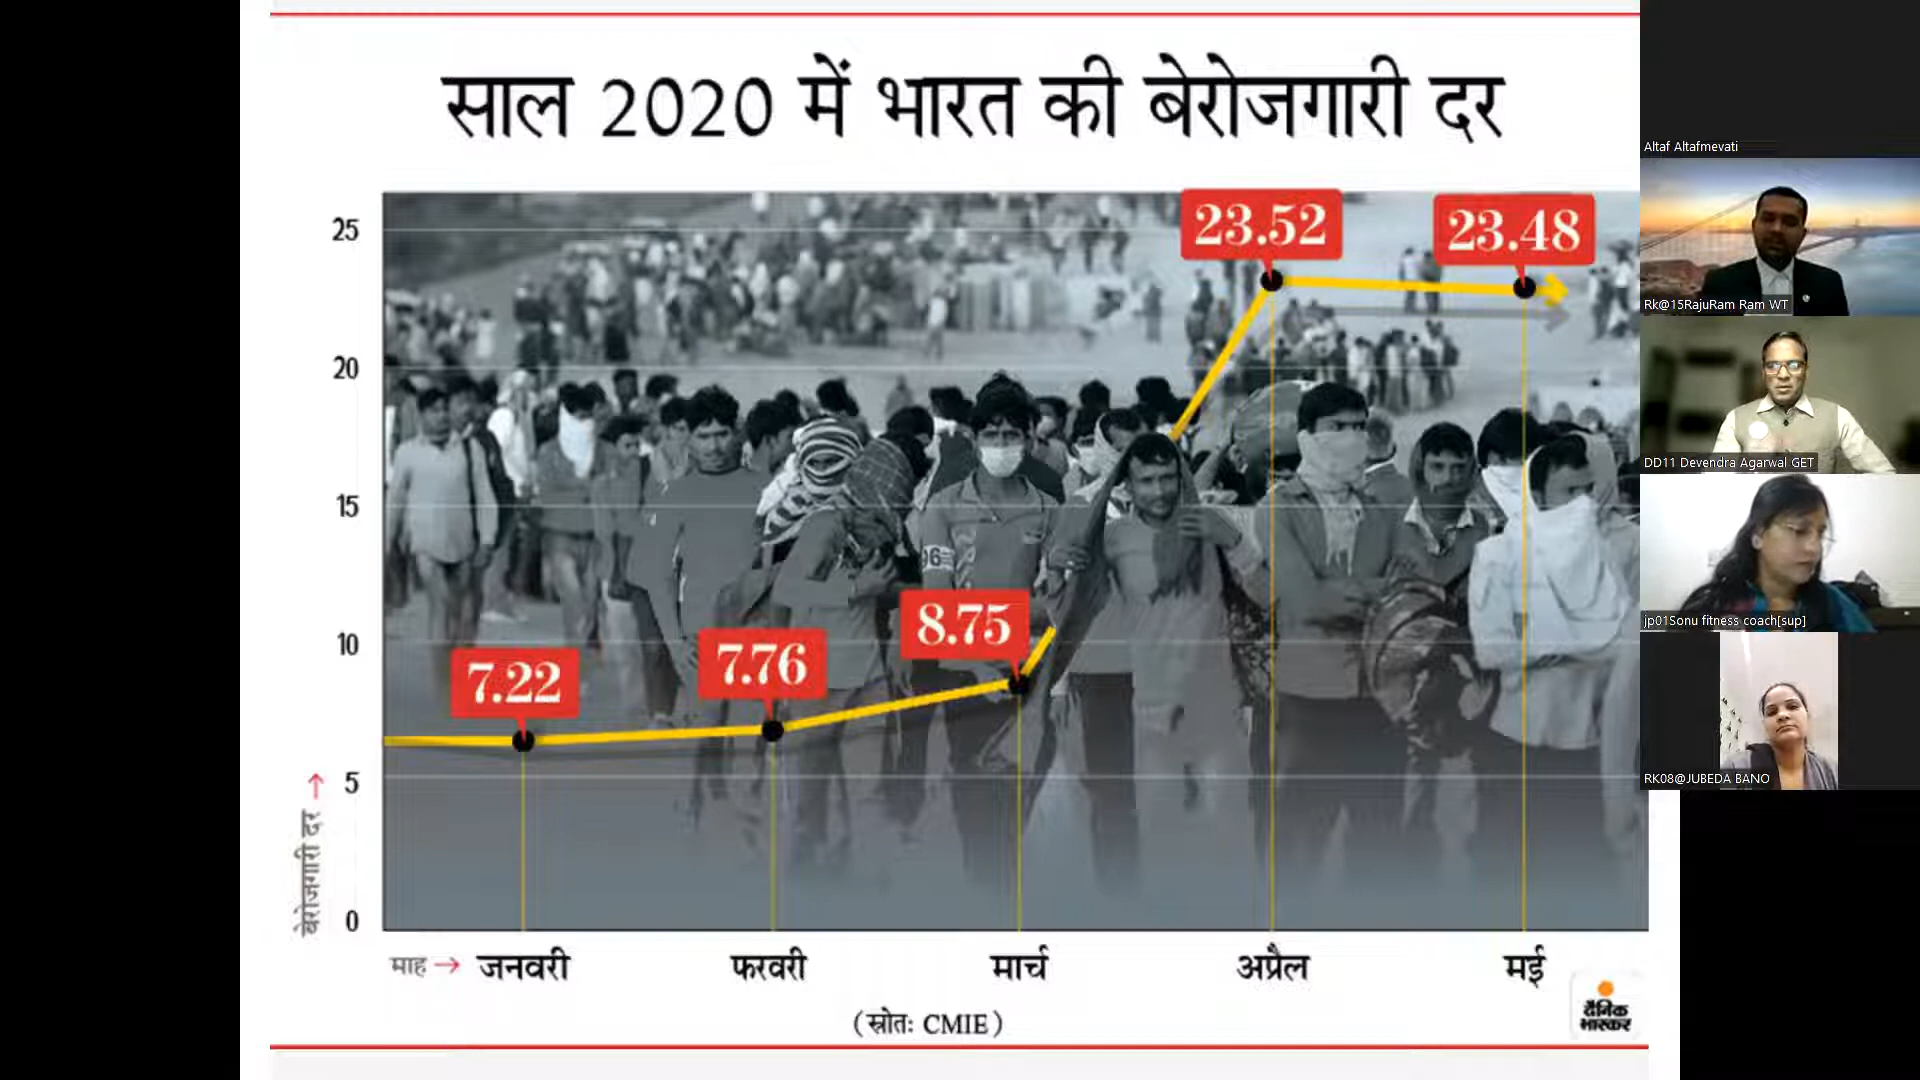 साल 2020 में भारत की बेरोजगारी दर
25
20
15
10
5
0
बेरोजगारी दर →
7.22
7.76
8.75
23.52
23.48
माह → जनवरी फरवरी मार्च अप्रैल मई
(स्रोतः CMIE)
दैनिक
भास्कर
96
Altaf Altafmevati
Rk@15RajuRam Ram WT
DD11 Devendra Agarwal GET
jp01Sonu fitness coach[sup]
RK08@JUBEDA BANO